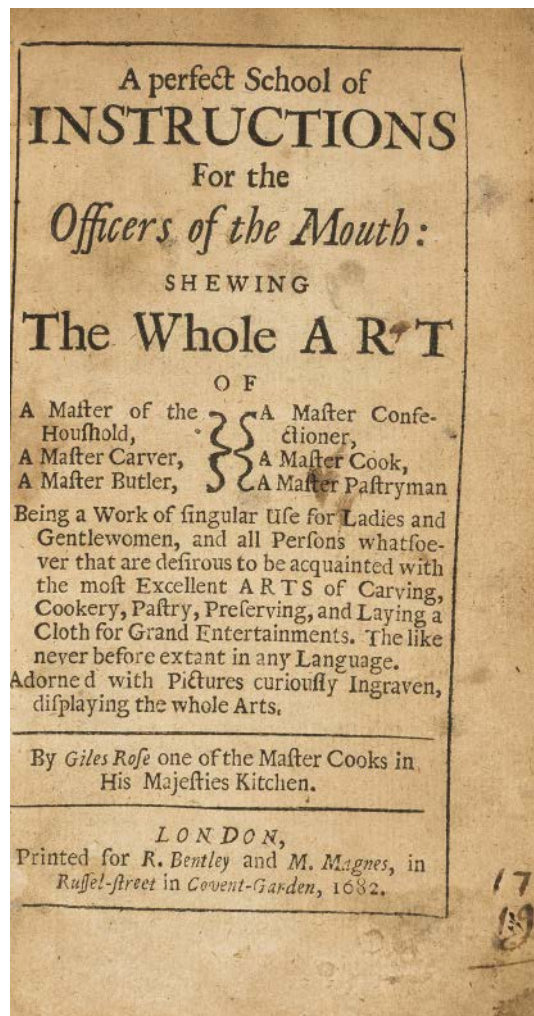 A perfect School of
INSTRUCTIONS
For the
Officers of the Mouth:
SHEWING
The Whole ART
OF
A Maſter of the
Houſhold,
A Maſter Carver,
A Maſter Butler,
A Maſter Confe-
ctioner,
A Maſter Cook,
A Maſter Paſtryman
Being a Work of ſingular Uſe for Ladies and
Gentlewomen, and all Perſons whatſoe-
ver that are deſirous to be acquainted with
the moſt Excellent ARTS of Carving,
Cookery, Paſtry, Preſerving, and Laying a
Cloth for Grand Entertainments. The like
never before extant in any Language.
Adorned with Pictures curiouſly Ingraven,
diſplaying the whole Arts.
By Giles Roſe one of the Maſter Cooks in
His Majeſties Kitchen.
LONDON,
Printed for R. Bentley and M. Magnes, in
Ruſſel-ſtreet in Covent-Garden, 1682.
17